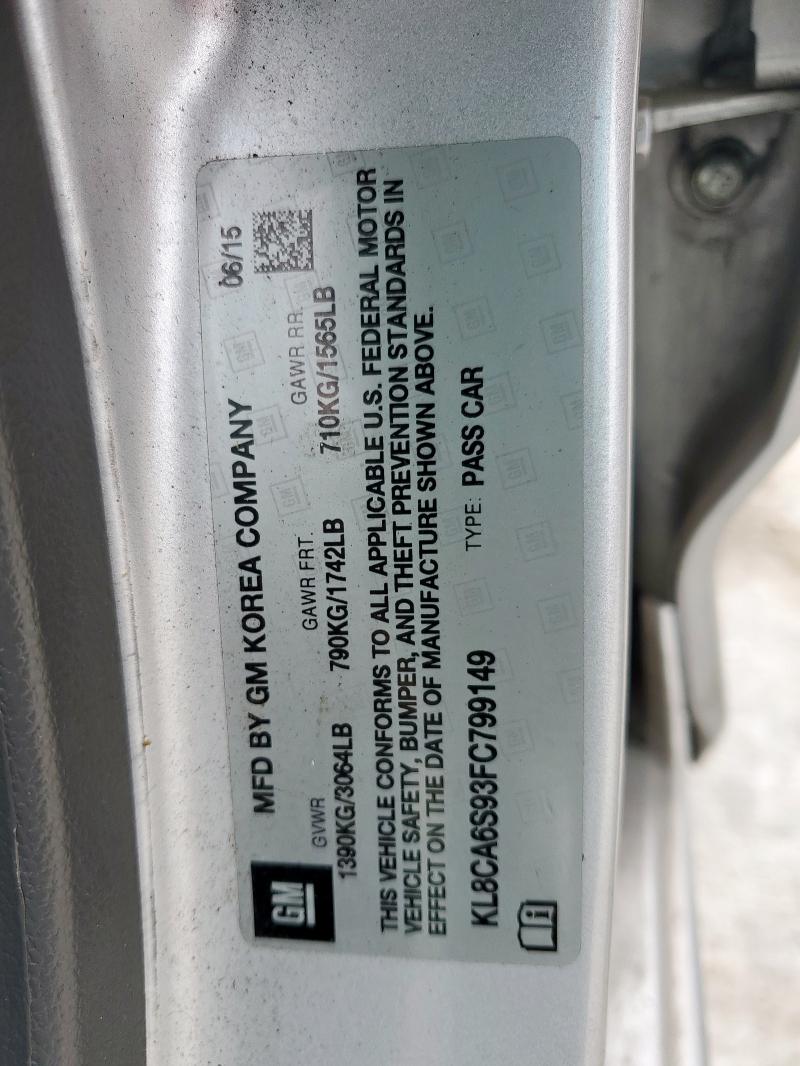 MFD BY GM KOREA COMPANY 06/15
GM
GVWR GAWR FRT. GAWR RR.
1390KG/3064LB 790KG/1742LB 710KG/1565LB
THIS VEHICLE CONFORMS TO ALL APPLICABLE U.S. FEDERAL MOTOR
VEHICLE SAFETY, BUMPER, AND THEFT PREVENTION STANDARDS IN
EFFECT ON THE DATE OF MANUFACTURE SHOWN ABOVE.
KL8CA6S93FC799149 TYPE: PASS CAR